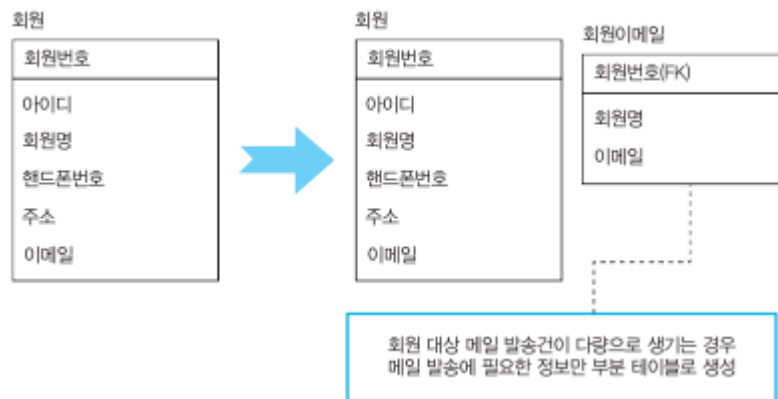 회원
회원번호
아이디
회원명
핸드폰번호
주소
이메일
회원
회원번호
아이디
회원명
핸드폰번호
주소
이메일
회원이메일
회원번호(FK)
회원명
이메일
회원 대상 메일 발송건이 다량으로 생기는 경우
메일 발송에 필요한 정보만 부분 테이블로 생성